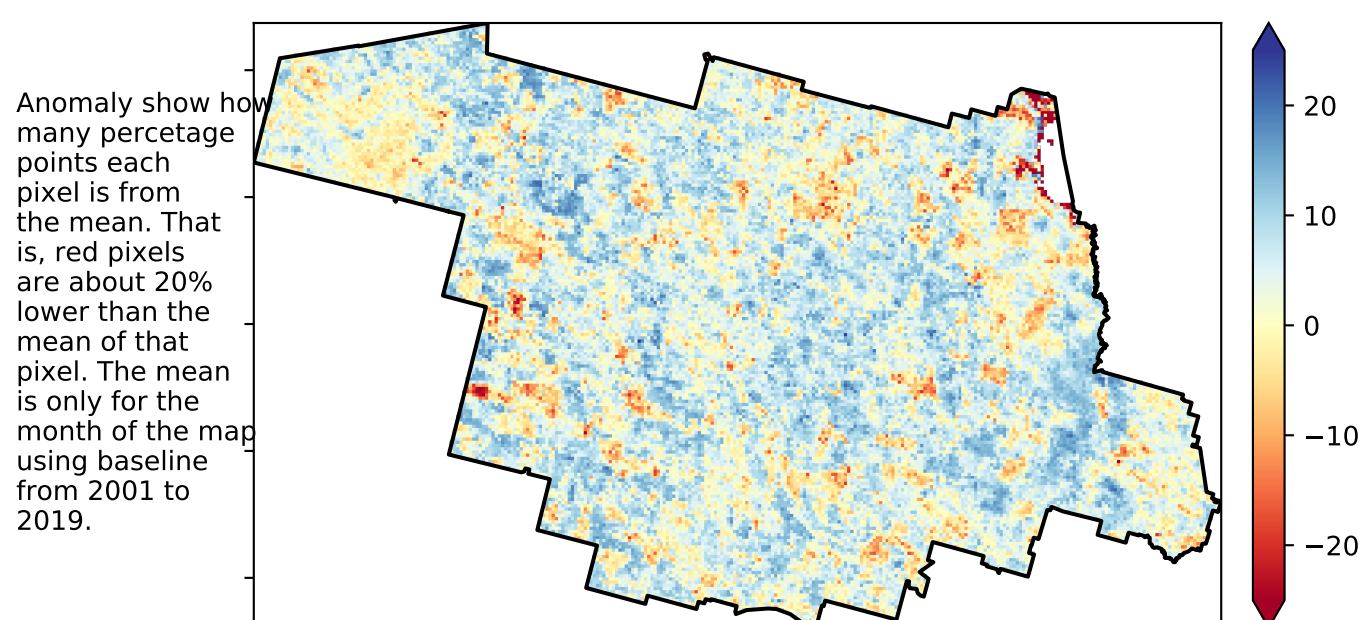 Anomaly show how
many percetage
points each
pixel is from
the mean. That
is, red pixels
are about 20%
lower than the
mean of that
pixel. The mean
is only for the
month of the map
using baseline
from 2001 to
2019.
20
10
0
−10
−20